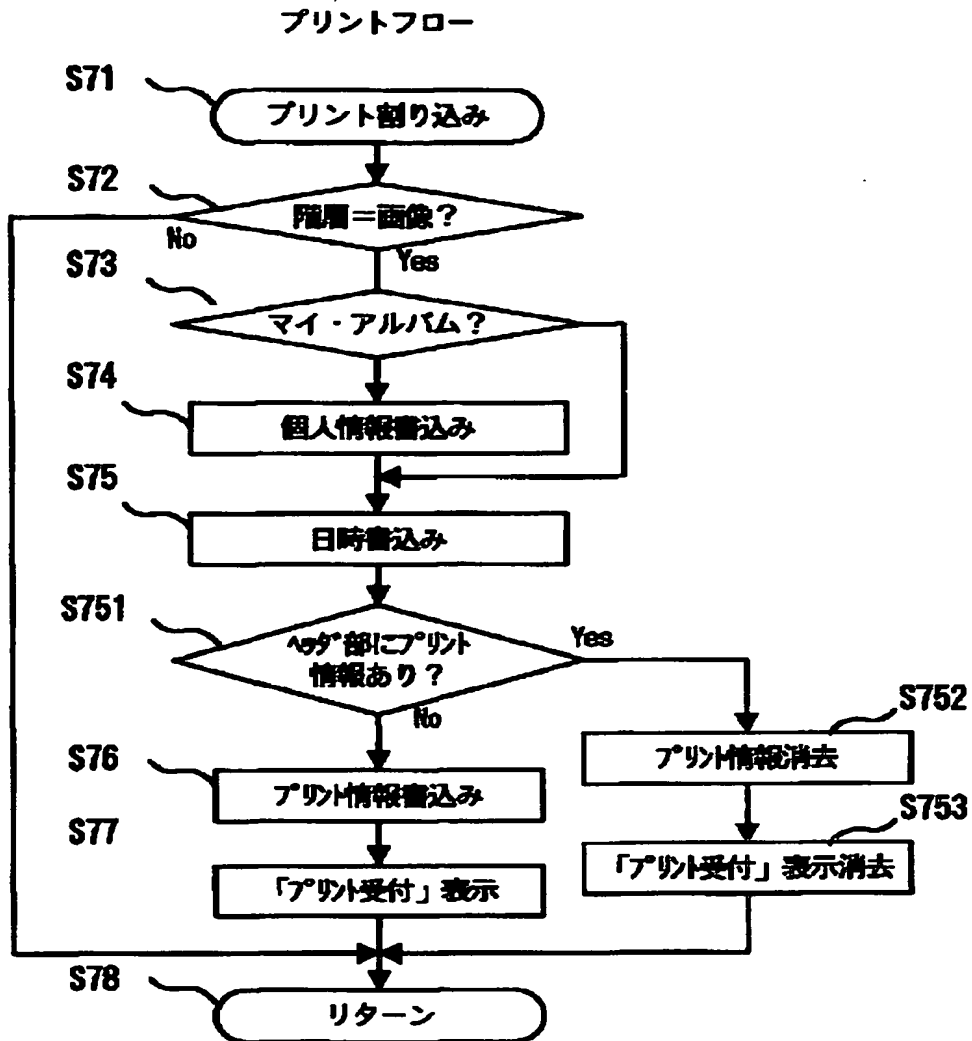 プリントフロー
S71
プリント割り込み
S72
階層=画像?
No
Yes
S73
マイ・アルバム?
S74
個人情報書込み
S75
日時書込み
S751
ヘッダ部にプリント
情報あり?
Yes
No
S752
プリント情報消去
S76
プリント情報書込み
S753
「プリント受付」表示消去
S77
「プリント受付」表示
S78
リターン